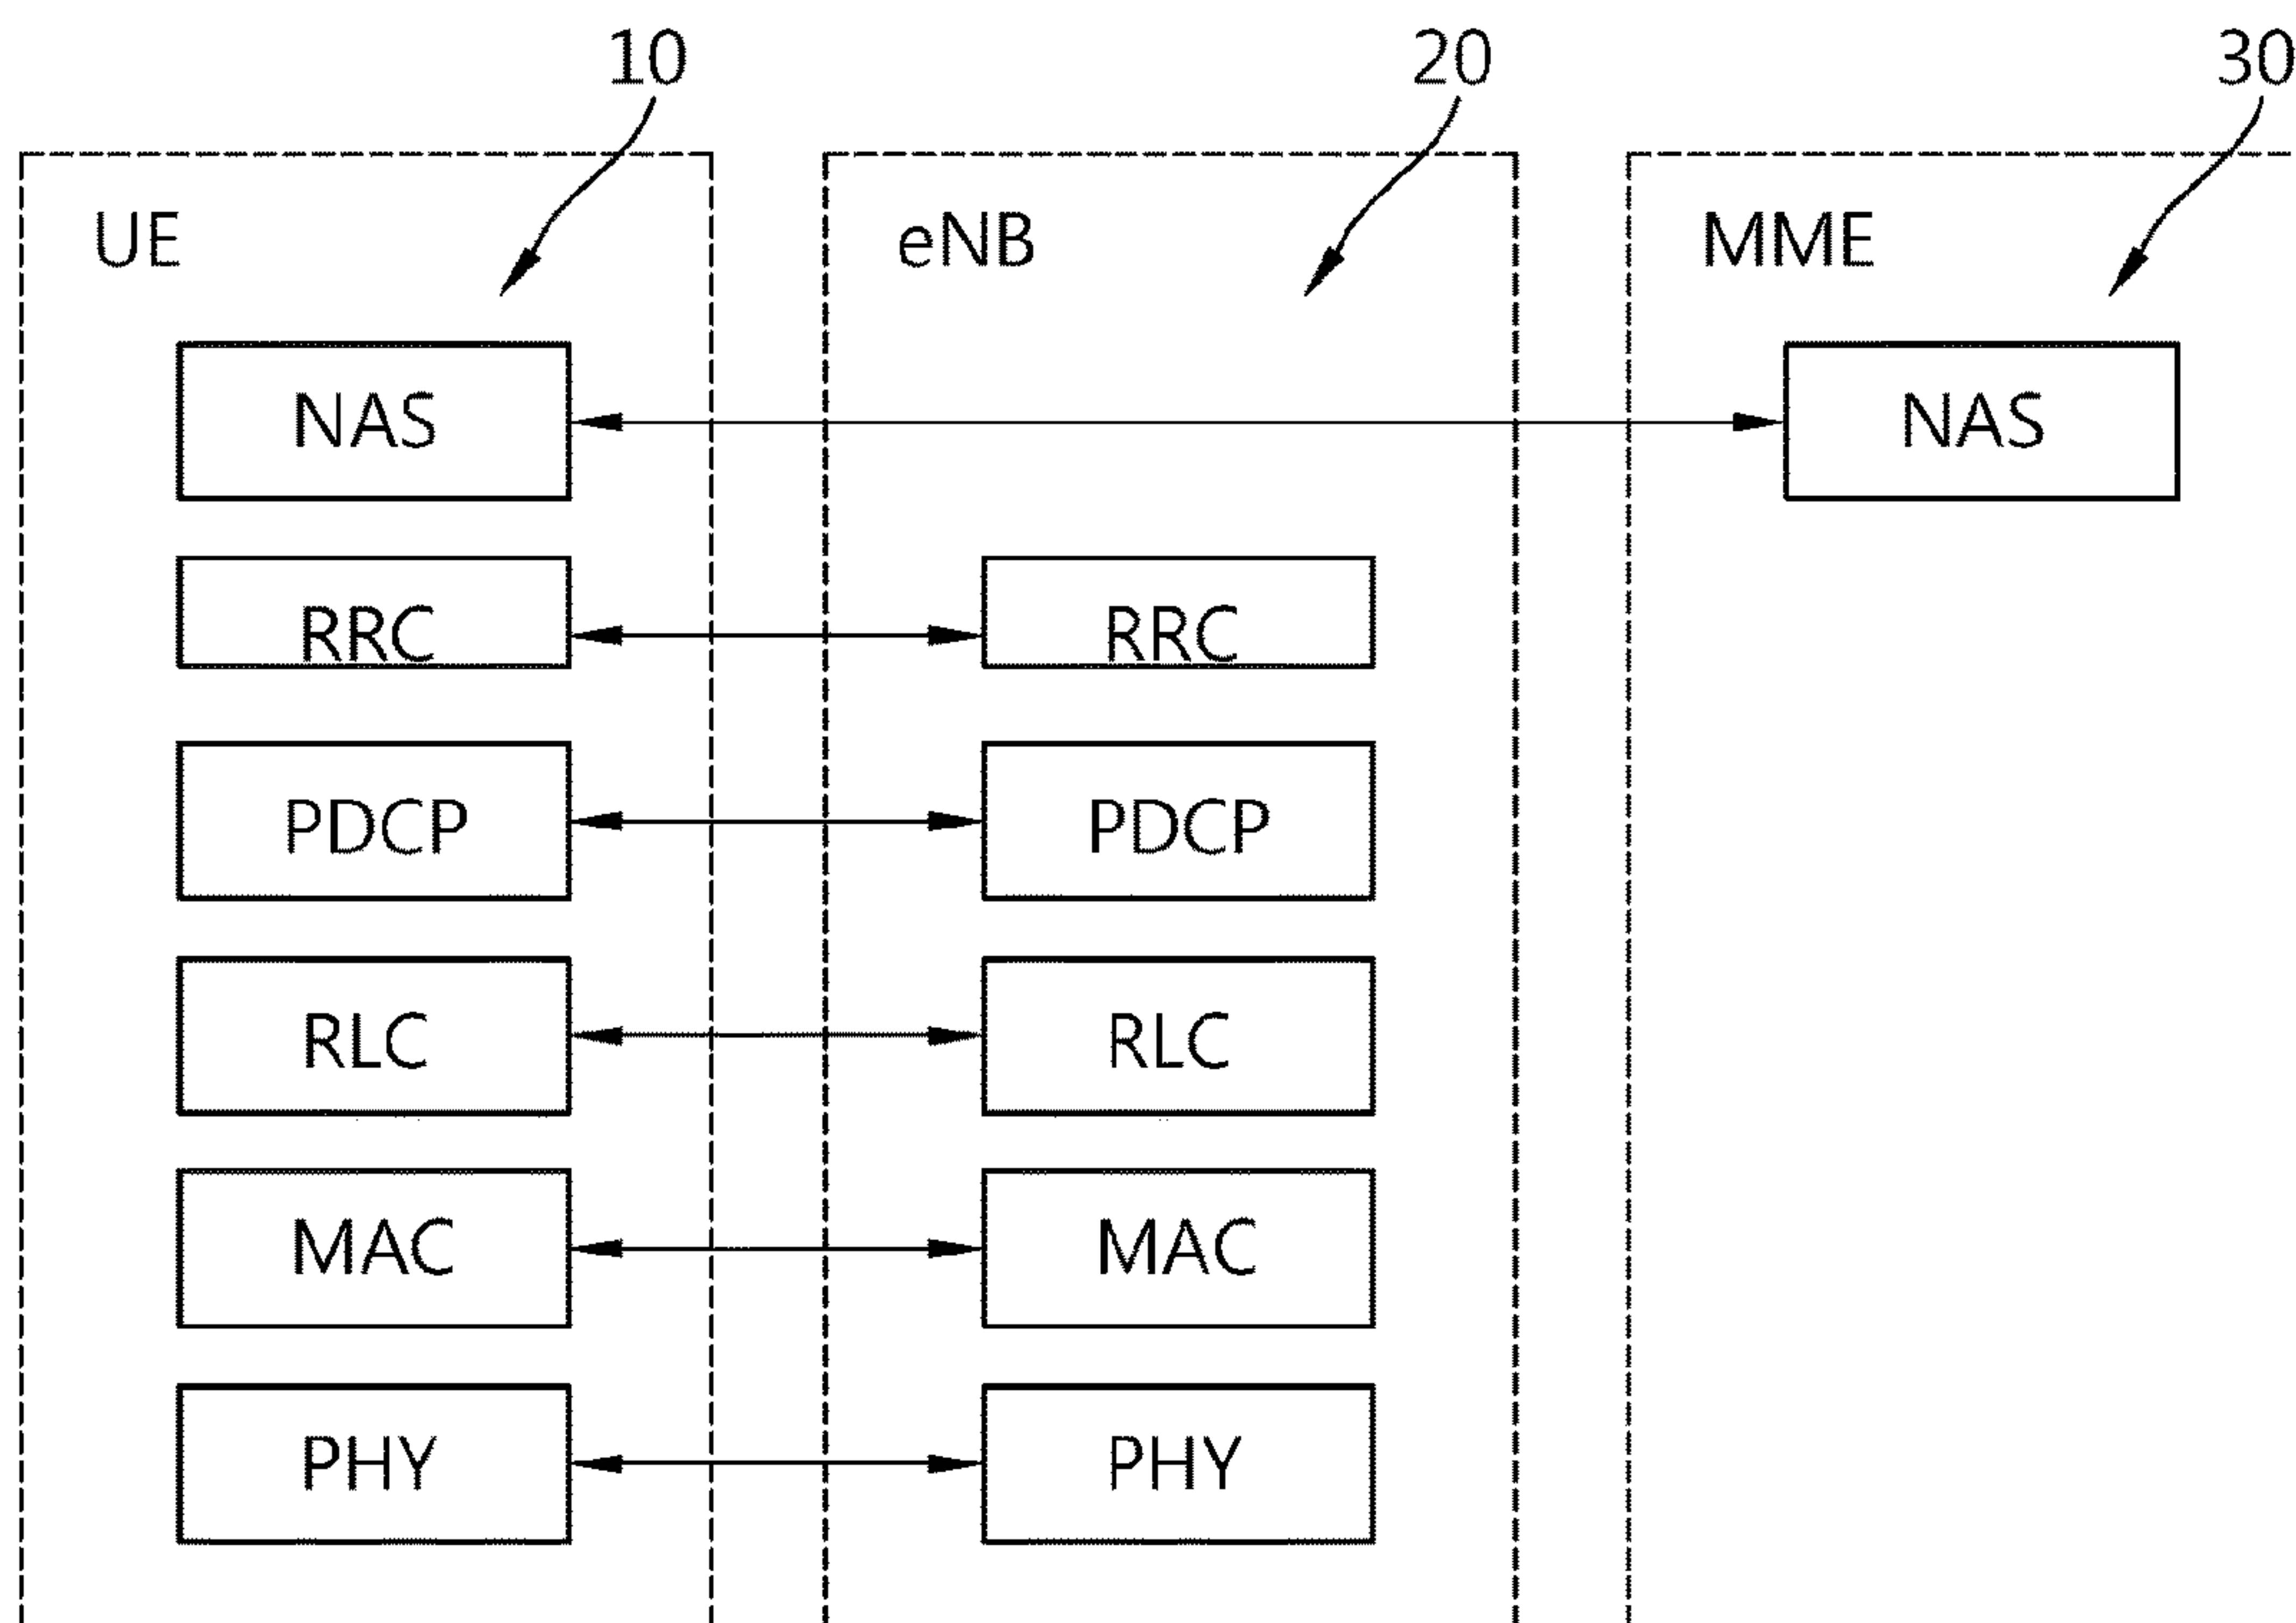 10 20 30
UE eNB MME
NAS NAS
RRC RRC
PDCP PDCP
RLC RLC
MAC MAC
PHY PHY